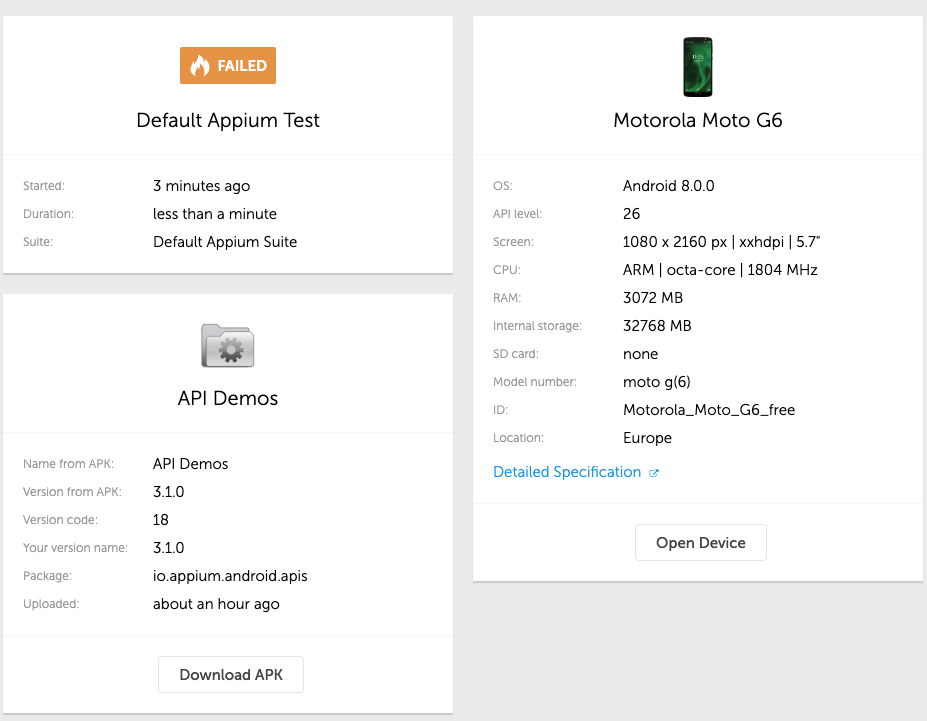 FAILED
Default Appium Test
Started: 3 minutes ago
Duration: less than a minute
Suite: Default Appium Suite
API Demos
Name from APK: API Demos
Version from APK: 3.1.0
Version code: 18
Your version name: 3.1.0
Package: io.appium.android.apis
Uploaded: about an hour ago
Download APK
Motorola Moto G6
OS: Android 8.0.0
API level: 26
Screen: 1080 x 2160 px | xxhdpi | 5.7"
CPU: ARM | octa-core | 1804 MHz
RAM: 3072 MB
Internal storage: 32768 MB
SD card: none
Model number: moto g(6)
ID: Motorola_Moto_G6_free
Location: Europe
Detailed Specification
Open Device